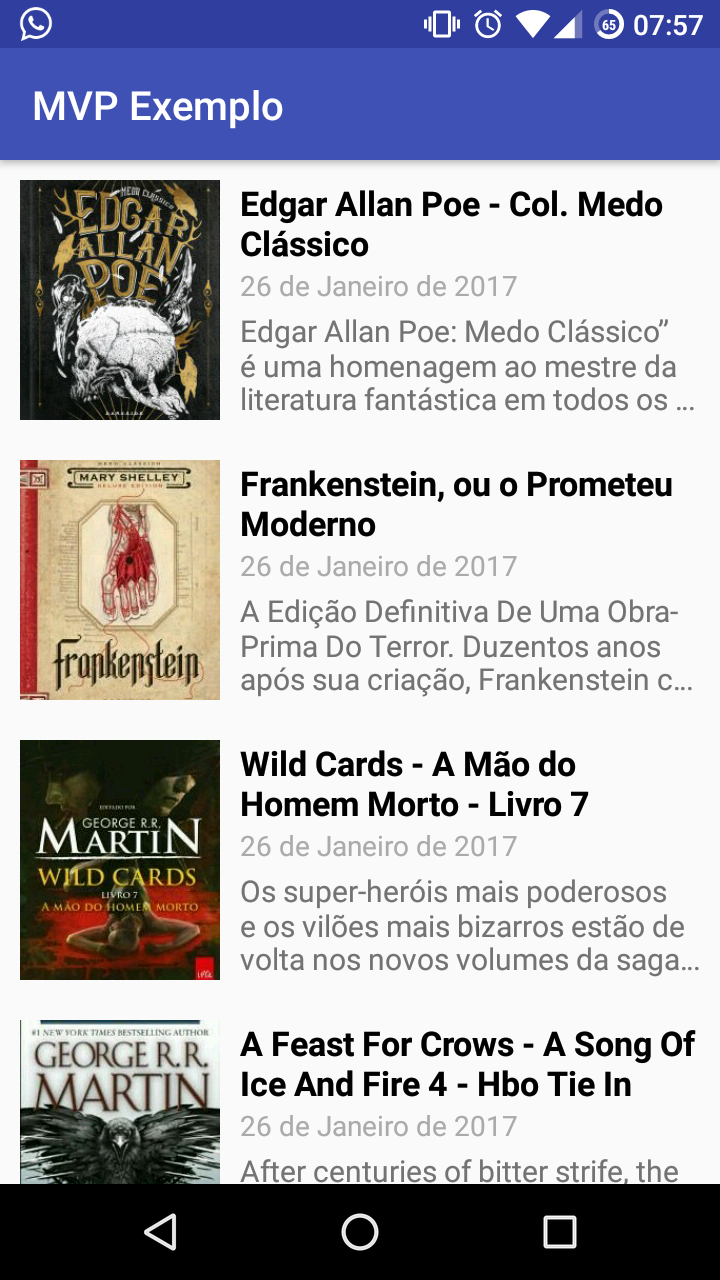 65 07:57
MVP Exemplo
MEDO CLÁSSICO
EDGAR
ALLAN
POE
DARKSIDE
Edgar Allan Poe - Col. Medo
Clássico
26 de Janeiro de 2017
Edgar Allan Poe: Medo Clássico”
é uma homenagem ao mestre da
literatura fantástica em todos os ...
MEDO CLÁSSICO
MARY SHELLEY
DELUXE EDITION
Frankenstein
Frankenstein, ou o Prometeu
Moderno
26 de Janeiro de 2017
A Edição Definitiva De Uma Obra-
Prima Do Terror. Duzentos anos
após sua criação, Frankenstein c...
EDITADO POR
GEORGE R.R.
MARTIN
WILD CARDS
LIVRO 7
A MÃO DO HOMEM MORTO
Wild Cards - A Mão do
Homem Morto - Livro 7
26 de Janeiro de 2017
Os super-heróis mais poderosos
e os vilões mais bizarros estão de
volta nos novos volumes da saga...
#1 NEW YORK TIMES BESTSELLING AUTHOR
GEORGE R.R.
MARTIN
A Feast For Crows - A Song Of
Ice And Fire 4 - Hbo Tie In
26 de Janeiro de 2017
After centuries of bitter strife, the